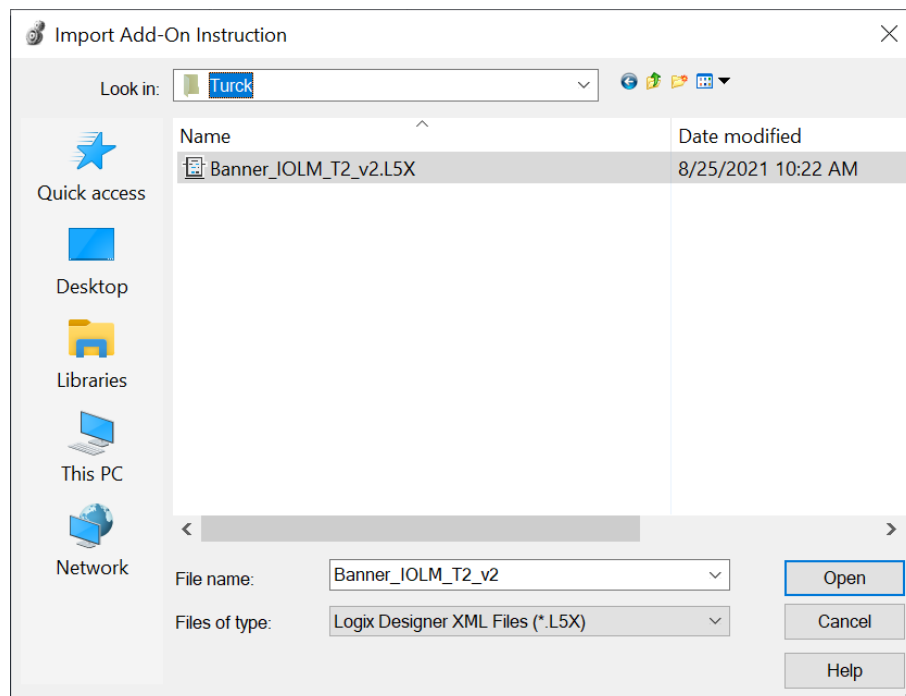 Import Add-On Instruction
Look in: Turck
Name Date modified
Banner_IOLM_T2_v2.L5X 8/25/2021 10:22 AM
Quick access
Desktop
Libraries
This PC
Network
File name: Banner_IOLM_T2_v2 Open
Files of type: Logix Designer XML Files (*.L5X) Cancel
Help